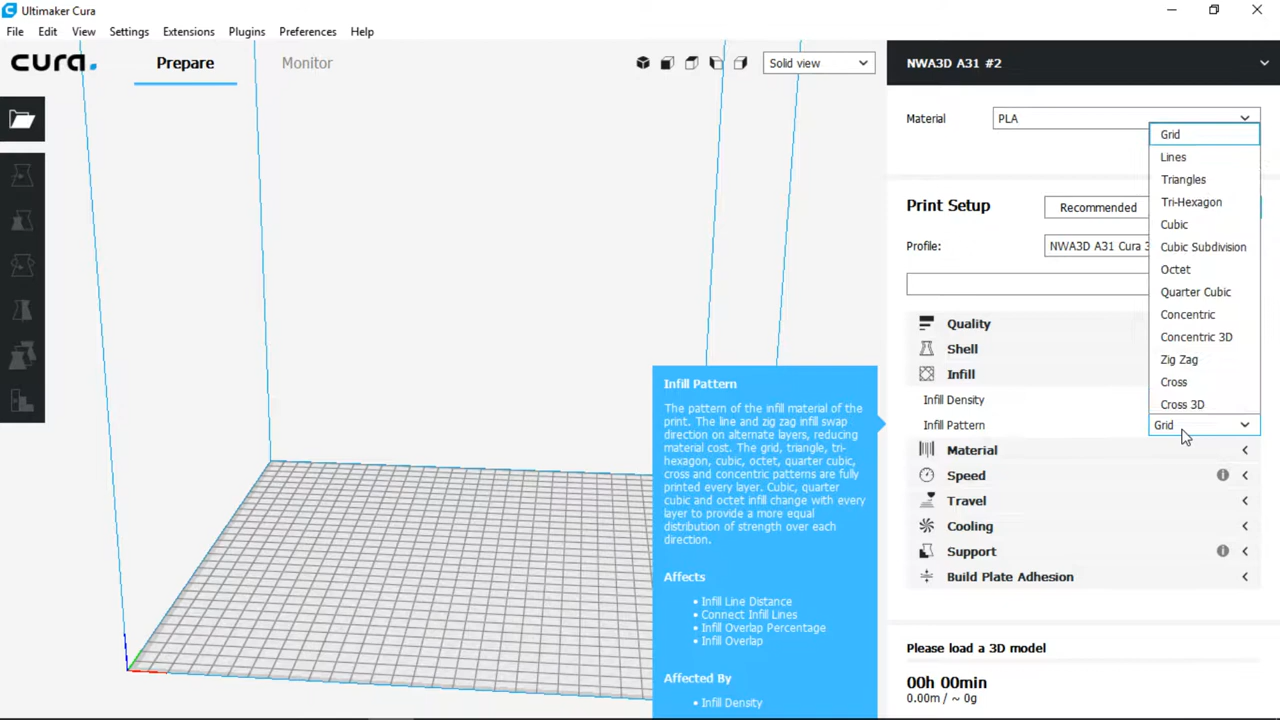 Ultimaker Cura
File Edit View Settings Extensions Plugins Preferences Help
cura.
Prepare
Monitor
Solid view
NWA3D A31 #2
Material
PLA
Grid
Lines
Triangles
Tri-Hexagon
Cubic
Cubic Subdivision
Octet
Quarter Cubic
Concentric
Concentric 3D
Zig Zag
Cross
Cross 3D
Print Setup
Recommended
Profile:
NWA3D A31 Cura 3
Quality
Shell
Infill
Infill Density
Infill Pattern
Grid
Material
Speed
Travel
Cooling
Support
Build Plate Adhesion
Infill Pattern
The pattern of the infill material of the
print. The line and zig zag infill swap
direction on alternate layers, reducing
material cost. The grid, triangle, tri-
hexagon, cubic, octet, quarter cubic,
cross and concentric patterns are fully
printed every layer. Cubic, quarter
cubic and octet infill change with every
layer to provide a more equal
distribution of strength over each
direction.
Affects
• Infill Line Distance
• Connect Infill Lines
• Infill Overlap Percentage
• Infill Overlap
Affected By
• Infill Density
Please load a 3D model
00h 00min
0.00m / ~ 0g